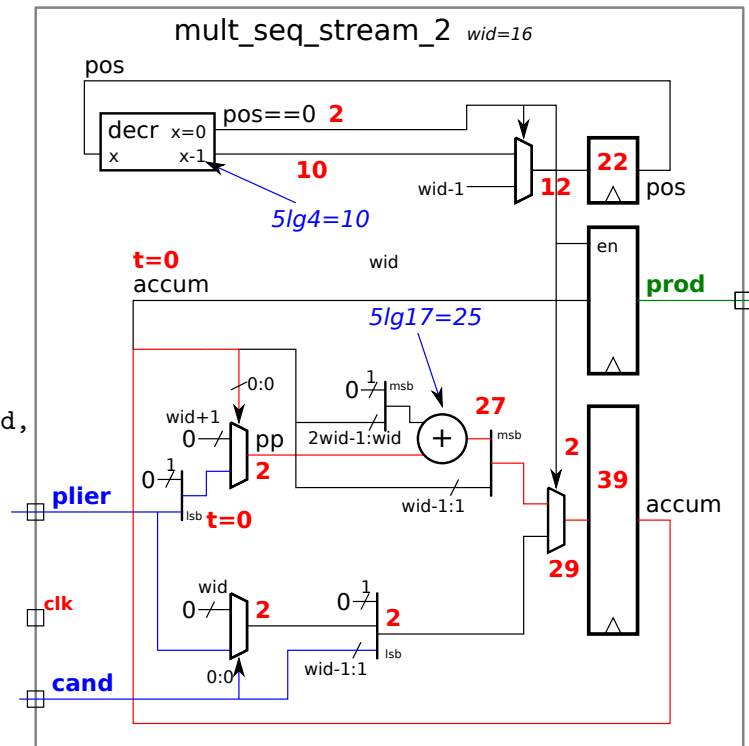 mult_seq_stream_2 wid=16
pos
decr x=0
x x-1
pos==0 2
10
wid-1
12
22
pos
5lg4=10
t=0
accum
wid
en
prod
5lg17=25
0:0
0 1 msb
2wid-1:wid
wid+1
0
pp
2
27
+
msb
wid-1:1
d,
0 1
lsb
plier
t=0
2
39
accum
29
clk
wid
0
2
0 1
2
lsb
wid-1:1
0:0
cand